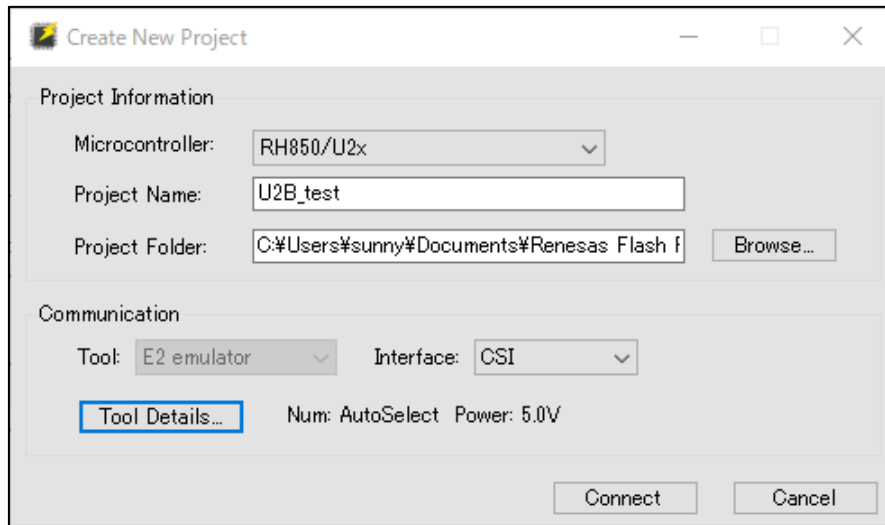 Create New Project
Project Information
Microcontroller: RH850/U2x
Project Name: U2B_test
Project Folder: C:¥Users¥sunny¥Documents¥Renesas Flash Browse...
Communication
Tool: E2 emulator Interface: CSI
Tool Details... Num: AutoSelect Power: 5.0V
Connect Cancel